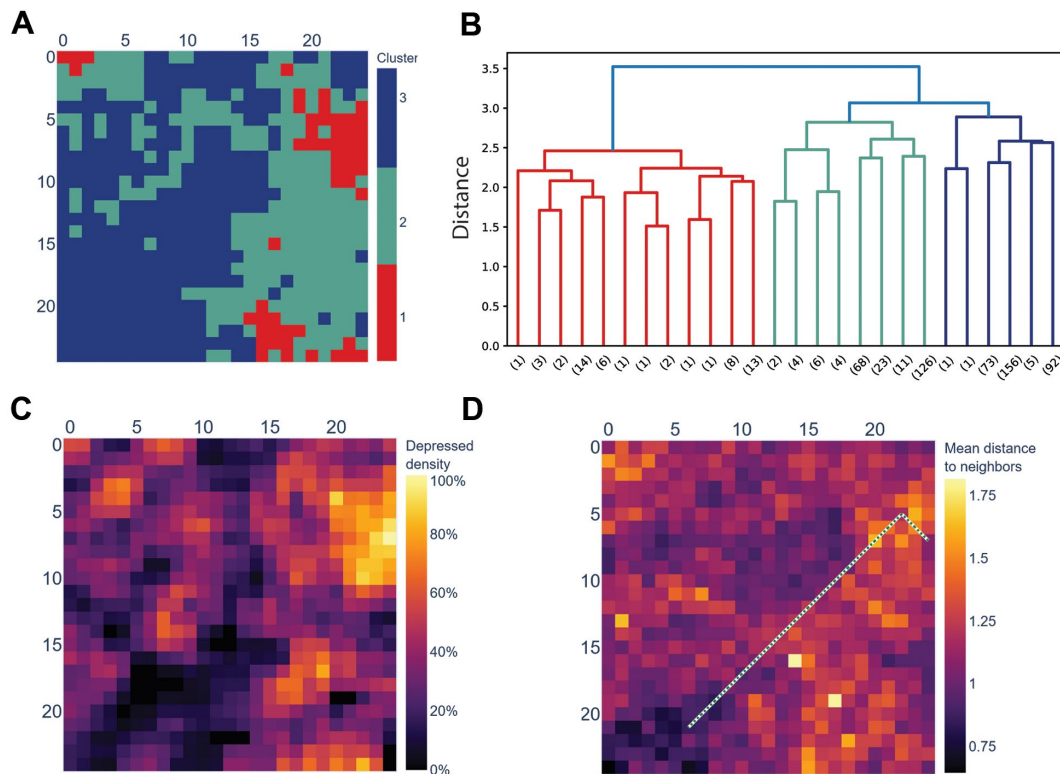 A
0 5 10 15 20
0
5
10
15
20
Cluster
3
2
1
B
Distance
3.5
3.0
2.5
2.0
1.5
1.0
0.5
0.0
(1) (3) (2) (14) (6) (1) (1) (2) (1) (1) (8) (13) (2) (4) (6) (4) (68) (23) (11) (126) (1) (1) (73) (156) (5) (92)
C
0 5 10 15 20
0
5
10
15
20
Depressed
density
100%
80%
60%
40%
20%
0%
D
0 5 10 15 20
0
5
10
15
20
Mean distance
to neighbors
1.75
1.5
1.25
1
0.75